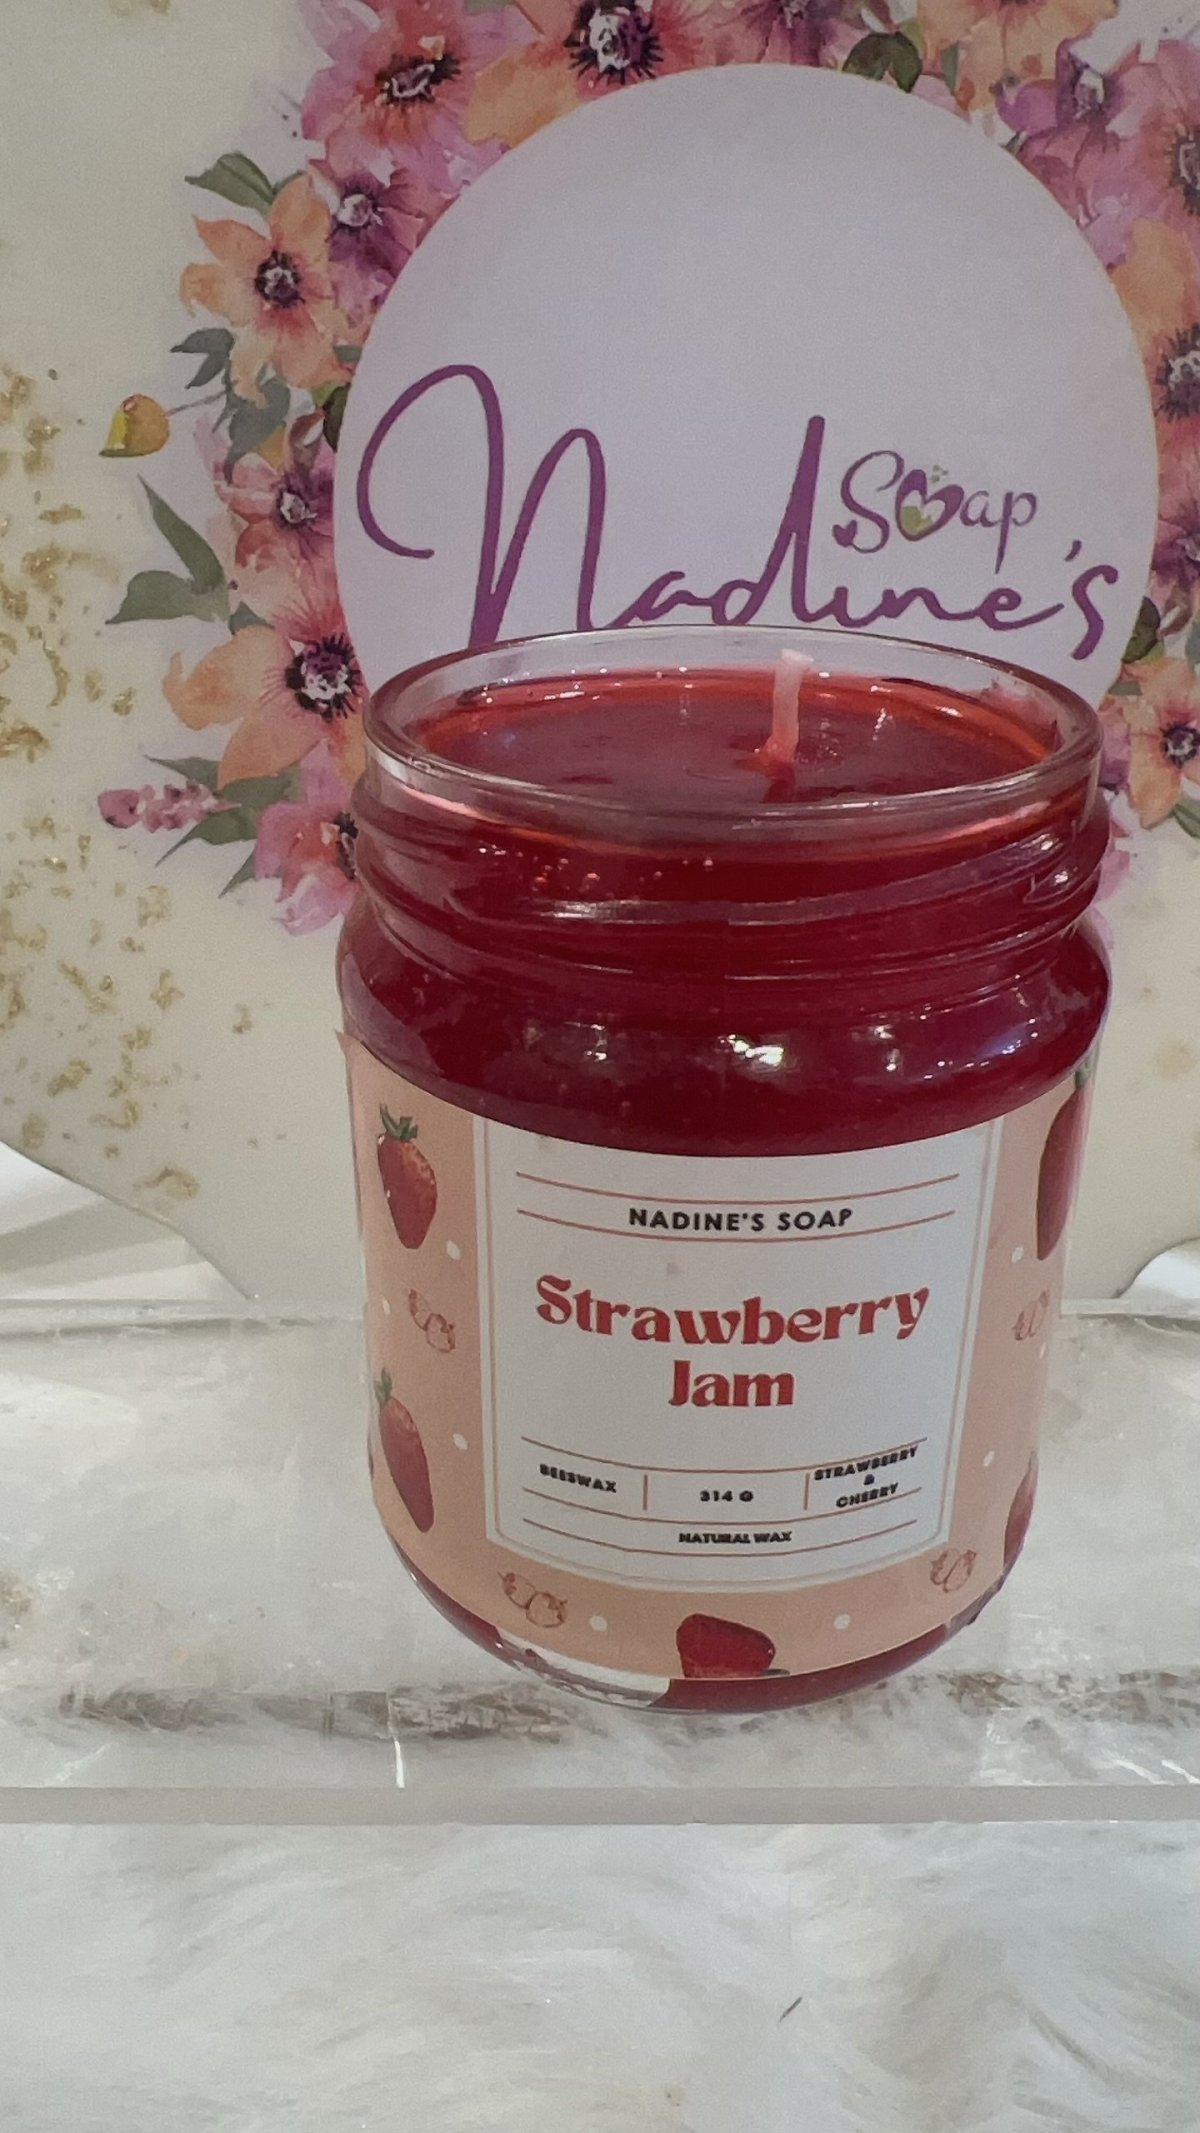 Soap
Nadine's
NADINE'S SOAP
Strawberry
Jam
BEESWAX
314 G
STRAWBERRY
&
CHERRY
NATURAL WAX